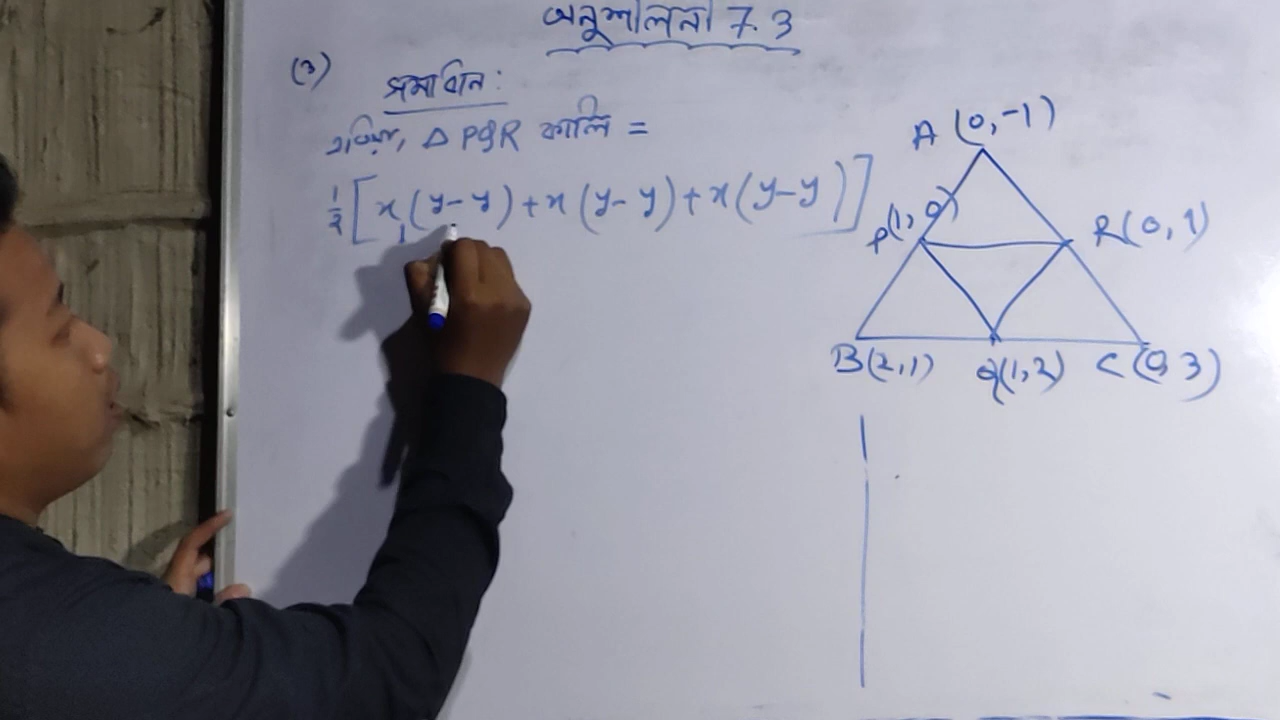 অনুশীলনী 7.3
(3)
সমাধান:
এতিয়া, Δ PQR কালি =
1/2 [x₁(y-y)+x(y-y)+x(y-y)]
A (0,-1)
P(1,0)
R(0,1)
B(2,1) Q(1,2) C(0,3)